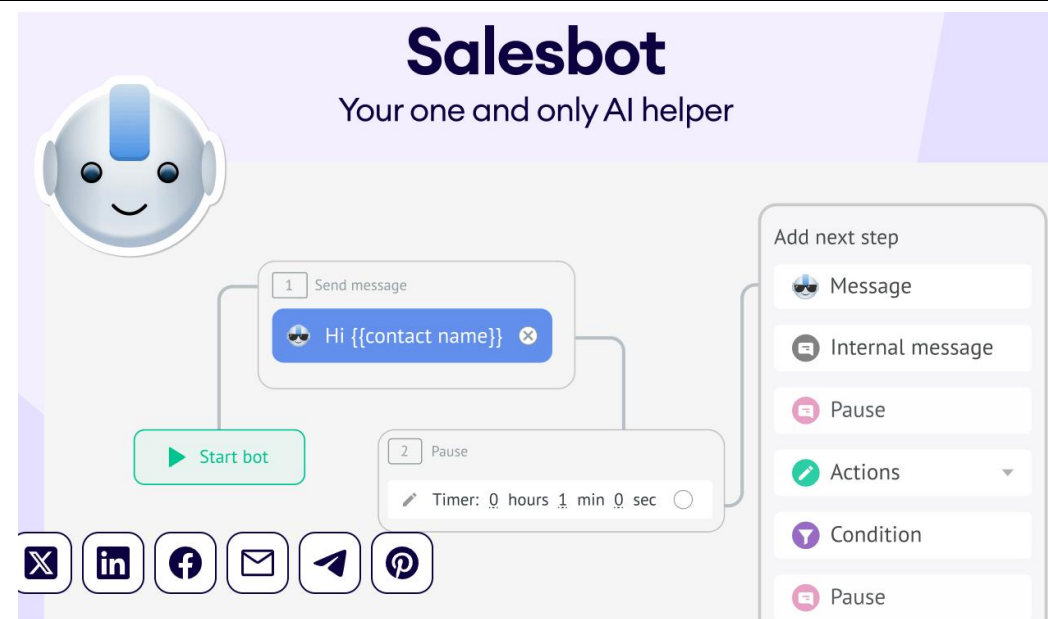 Salesbot
Your one and only AI helper
Add next step
Message
1 Send message
Hi {{contact name}}
Internal message
Pause
2 Pause
Start bot
Actions
Timer: 0 hours 1 min 0 sec
Condition
Pause
X
in
f